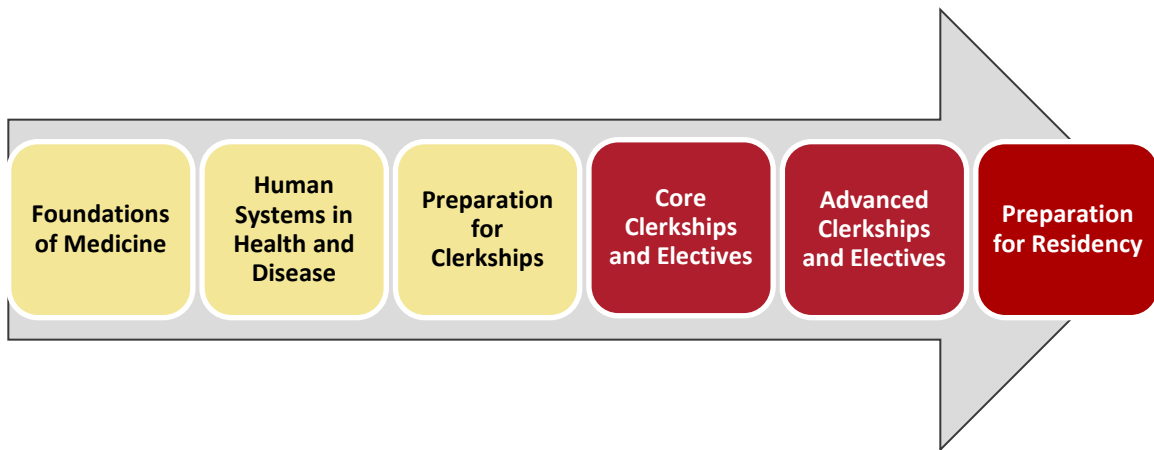 Foundations
of Medicine
Human
Systems in
Health and
Disease
Preparation
for
Clerkships
Core
Clerkships
and Electives
Advanced
Clerkships
and Electives
Preparation
for Residency